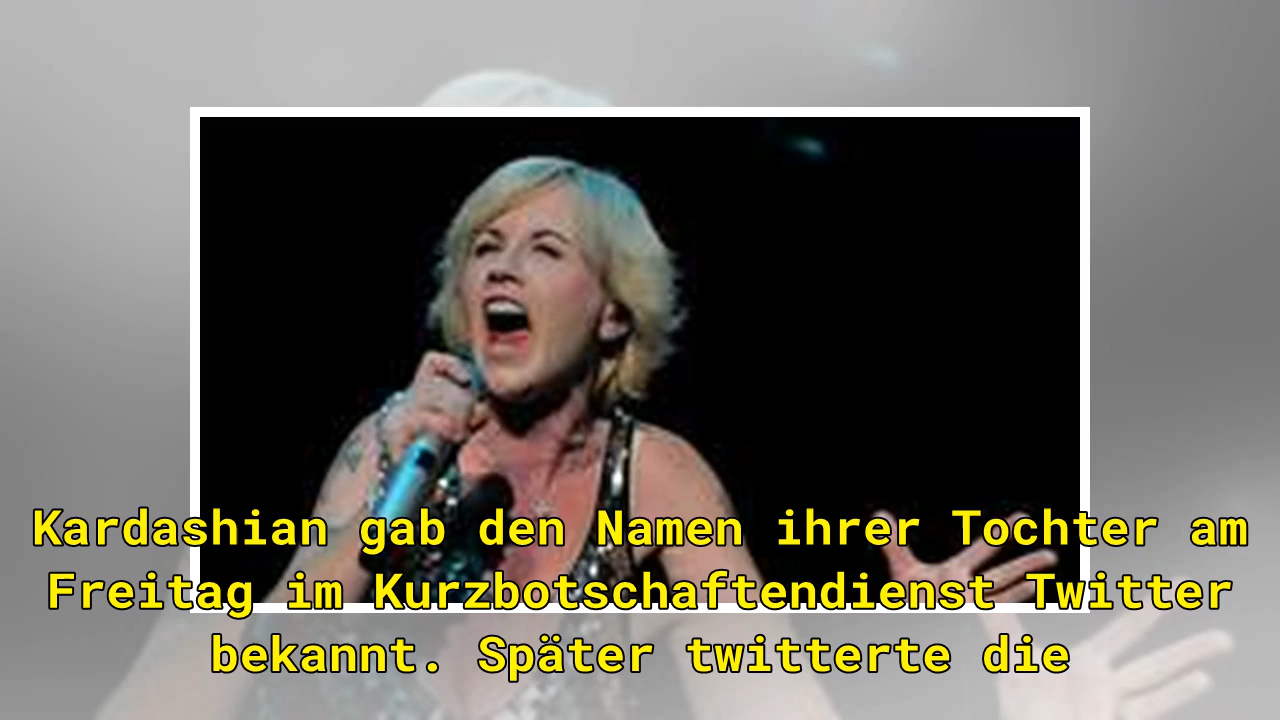 Kardashian gab den Namen ihrer Tochter am
Freitag im Kurzbotschaftendienst Twitter
bekannt. Später twitterte die